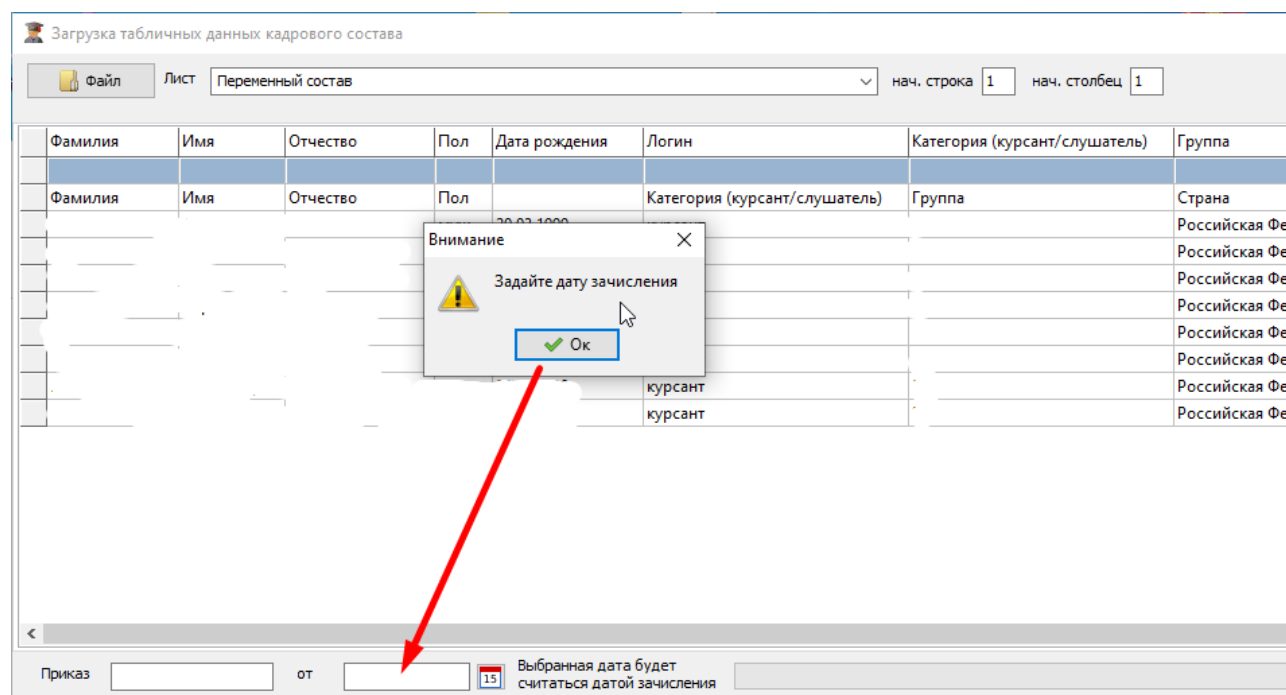 Загрузка табличных данных кадрового состава
Файл Лист Переменный состав нач. строка 1 нач. столбец 1
Фамилия Имя Отчество Пол Дата рождения Логин Категория (курсант/слушатель) Группа
Фамилия Имя Отчество Пол Категория (курсант/слушатель) Группа Страна
Российская Фе
Внимание
Российская Фе
Задайте дату зачисления
Российская Фе
Российская Фе
Российская Фе
Ок
Российская Фе
курсант Российская Фе
курсант Российская Фе
Приказ от 15 Выбранная дата будет
считаться датой зачисления